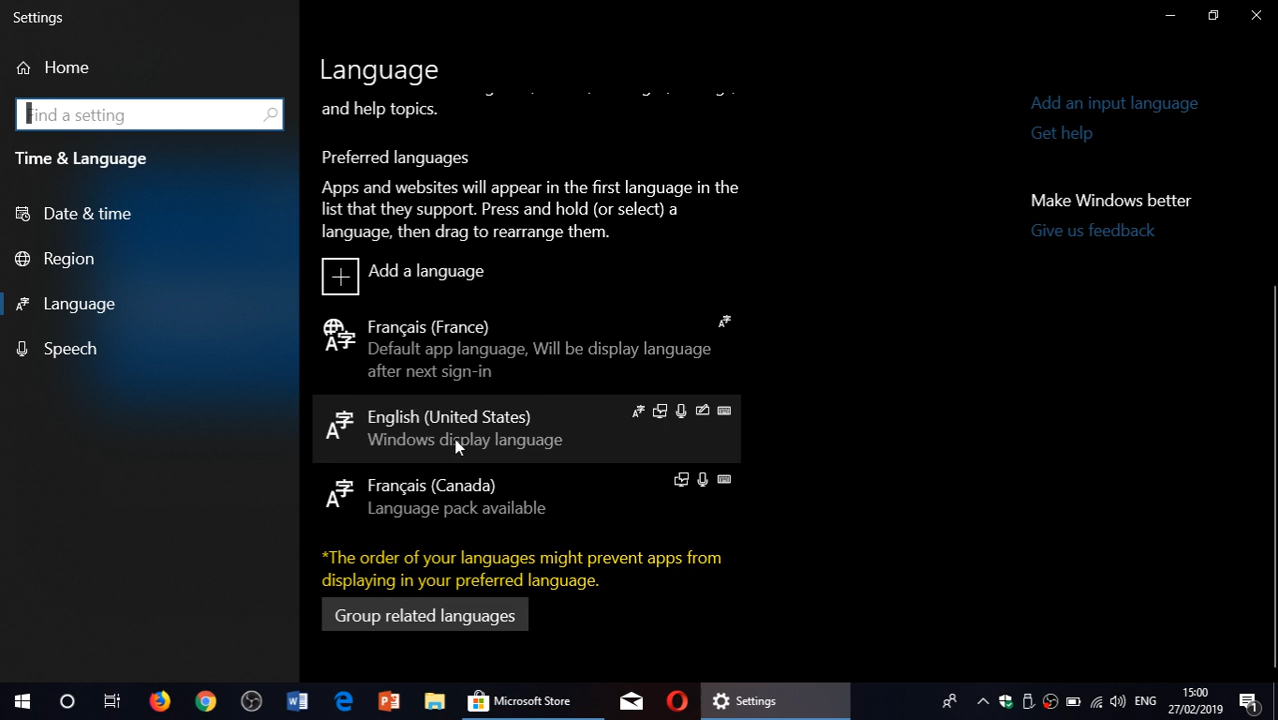 Settings
Home
Find a setting
Time & Language
Date & time
Region
Language
Speech
Language
and help topics.
Preferred languages
Apps and websites will appear in the first language in the
list that they support. Press and hold (or select) a
language, then drag to rearrange them.
Add a language
Français (France)
Default app language, Will be display language
after next sign-in
English (United States)
Windows display language
Français (Canada)
Language pack available
*The order of your languages might prevent apps from
displaying in your preferred language.
Group related languages
Add an input language
Get help
Make Windows better
Give us feedback
Microsoft Store
Settings
ENG
15:00
27/02/2019